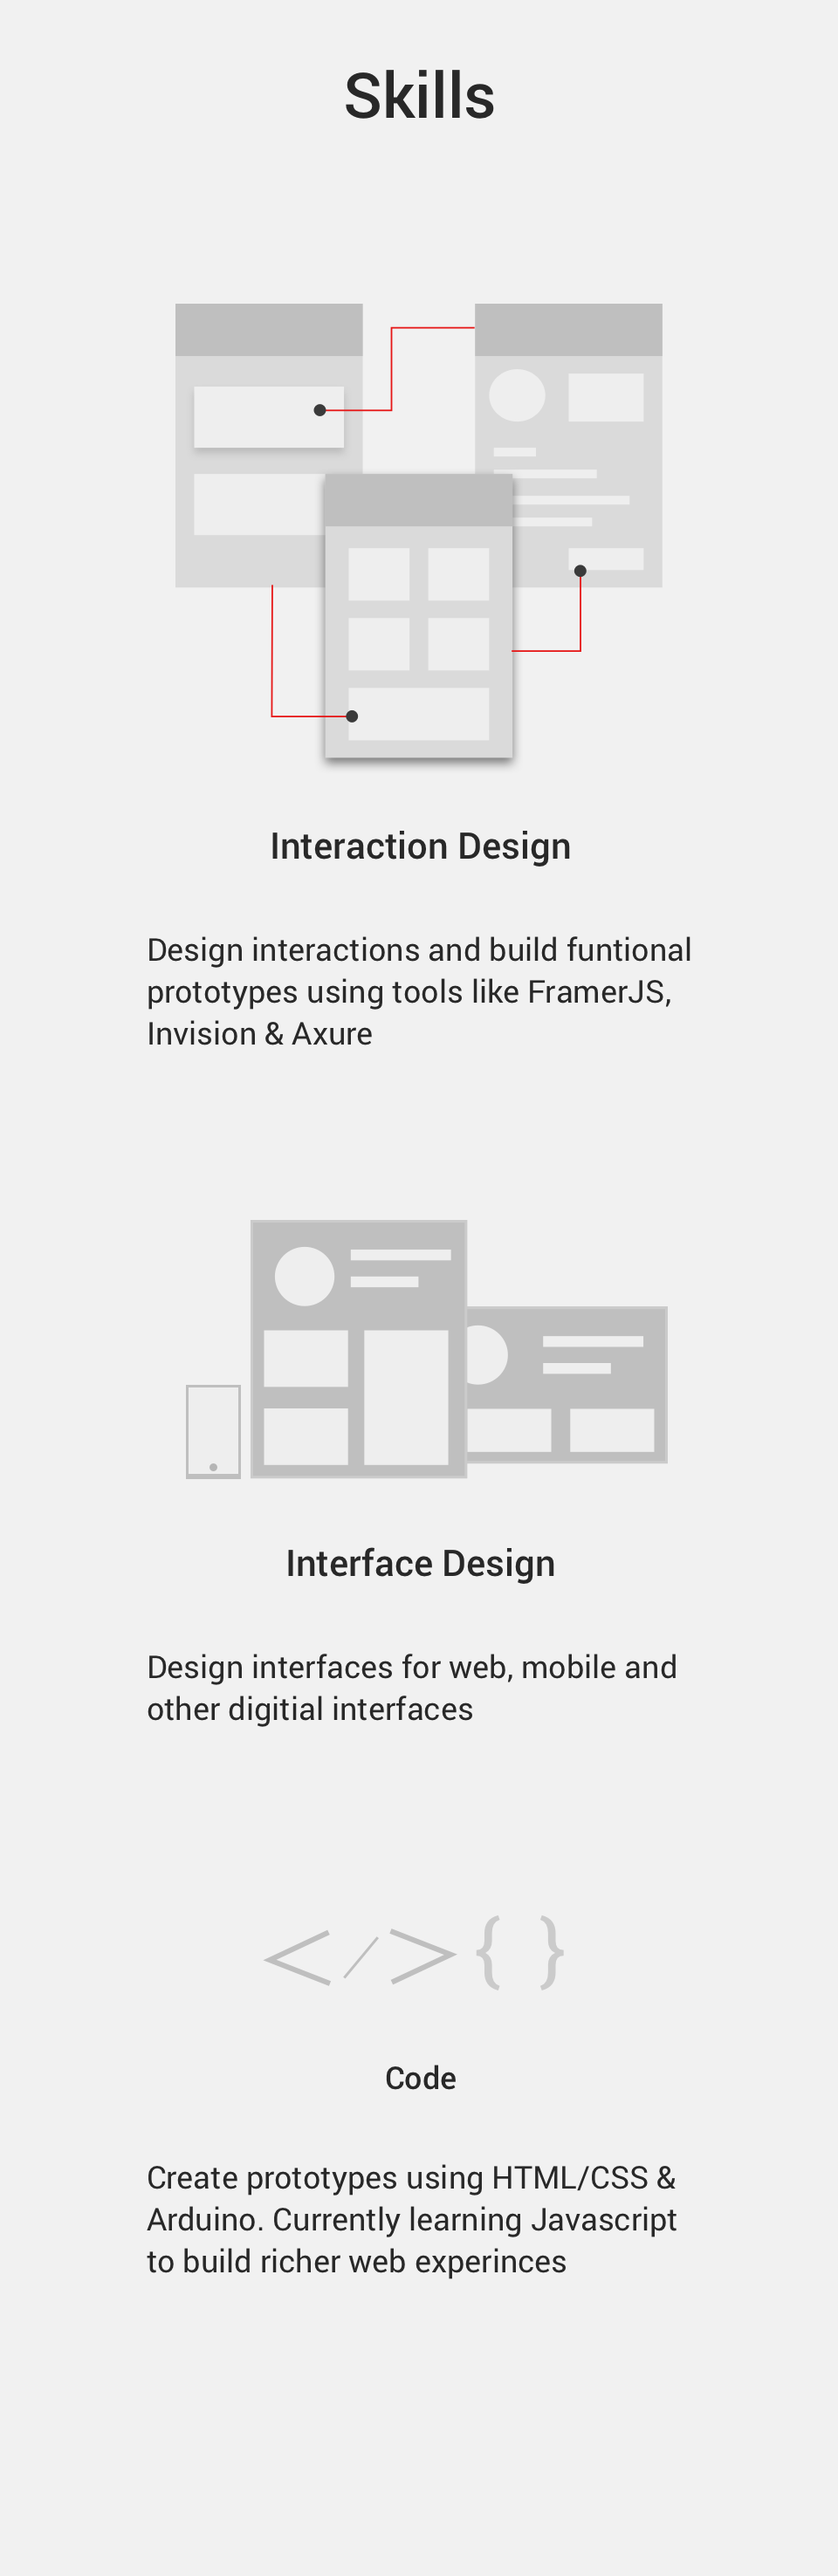 Skills
Interaction Design
Design interactions and build funtional
prototypes using tools like FramerJS,
Invision & Axure
Interface Design
Design interfaces for web, mobile and
other digitial interfaces
</> { }
Code
Create prototypes using HTML/CSS &
Arduino. Currently learning Javascript
to build richer web experinces